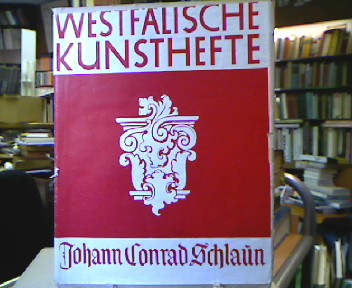 WESTFÄLISCHE
KUNSTHEFTE
Johann Conrad Schlaun